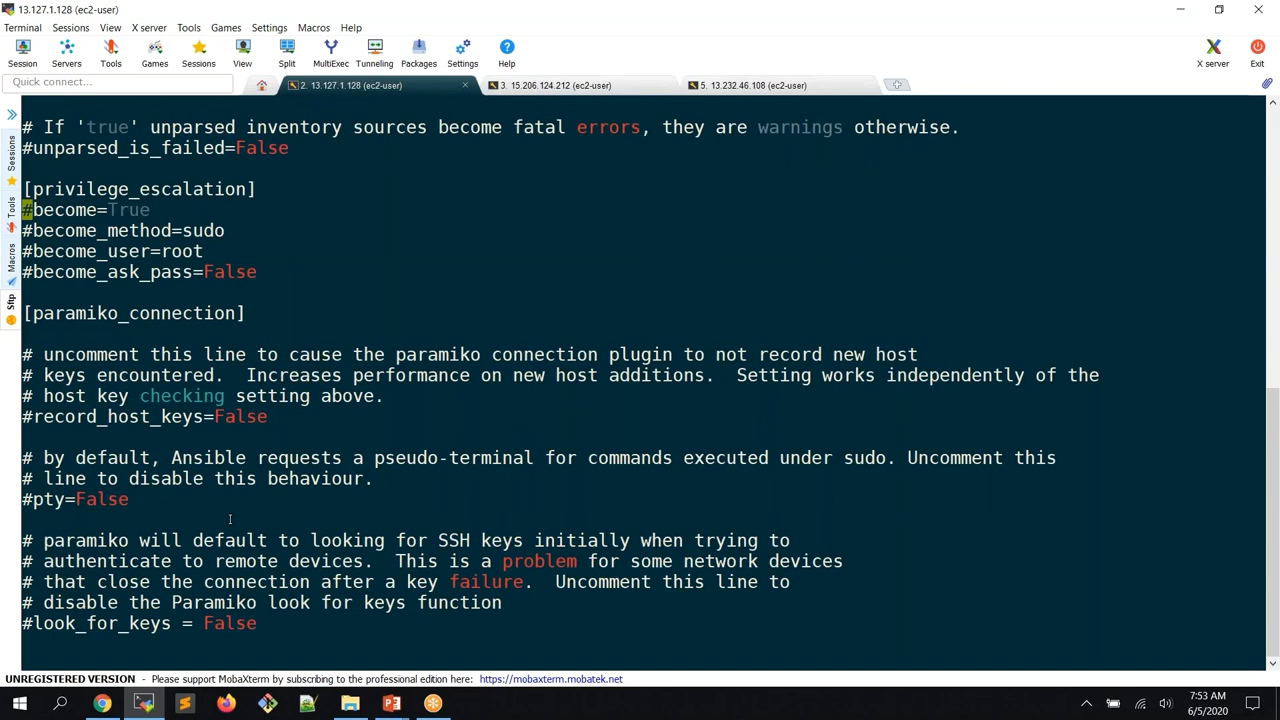 13.127.1.128 (ec2-user)
Terminal Sessions View X server Tools Games Settings Macros Help
Session Servers Tools Games Sessions View Split MultiExec Tunneling Packages Settings Help X server Exit
Quick connect...
2. 13.127.1.128 (ec2-user)
3. 15.206.124.212 (ec2-user)
5. 13.232.46.108 (ec2-user)
Sessions
Tools
Macros
Sftp
# If 'true' unparsed inventory sources become fatal errors, they are warnings otherwise.
#unparsed_is_failed=False
[privilege_escalation]
#become=True
#become_method=sudo
#become_user=root
#become_ask_pass=False
[paramiko_connection]
# uncomment this line to cause the paramiko connection plugin to not record new host
# keys encountered.  Increases performance on new host additions.  Setting works independently of the
# host key checking setting above.
#record_host_keys=False
# by default, Ansible requests a pseudo-terminal for commands executed under sudo. Uncomment this
# line to disable this behaviour.
#pty=False
# paramiko will default to looking for SSH keys initially when trying to
# authenticate to remote devices.  This is a problem for some network devices
# that close the connection after a key failure.  Uncomment this line to
# disable the Paramiko look for keys function
#look_for_keys = False
UNREGISTERED VERSION - Please support MobaXterm by subscribing to the professional edition here: https://mobaxterm.mobatek.net
7:53 AM
6/5/2020